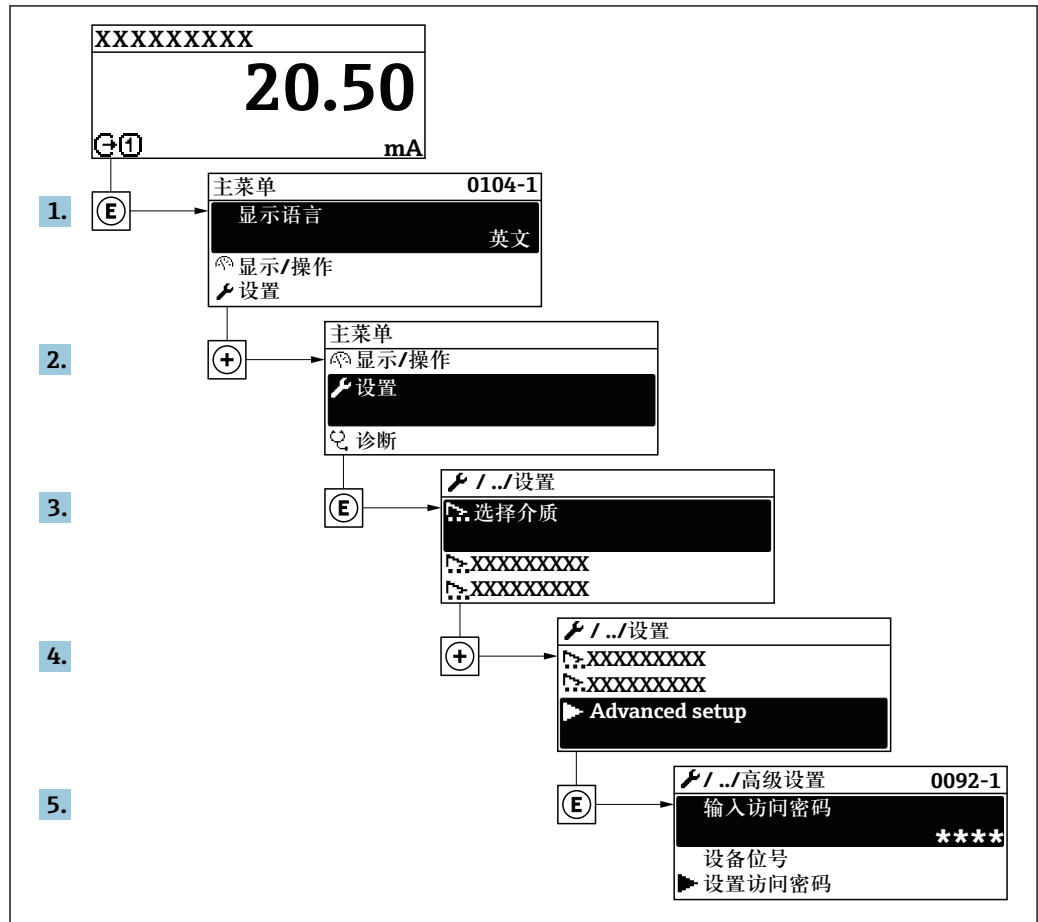 XXXXXXXXX
20.50
1
mA
1.
E
主菜单 0104-1
显示语言
英文
显示/操作
设置
2.
+
主菜单
显示/操作
设置
诊断
3.
E
/ ../设置
选择介质
XXXXXXXXX
XXXXXXXXX
4.
+
/ ../设置
XXXXXXXXX
XXXXXXXXX
Advanced setup
5.
E
/ ../高级设置 0092-1
输入访问密码
****
设备位号
设置访问密码